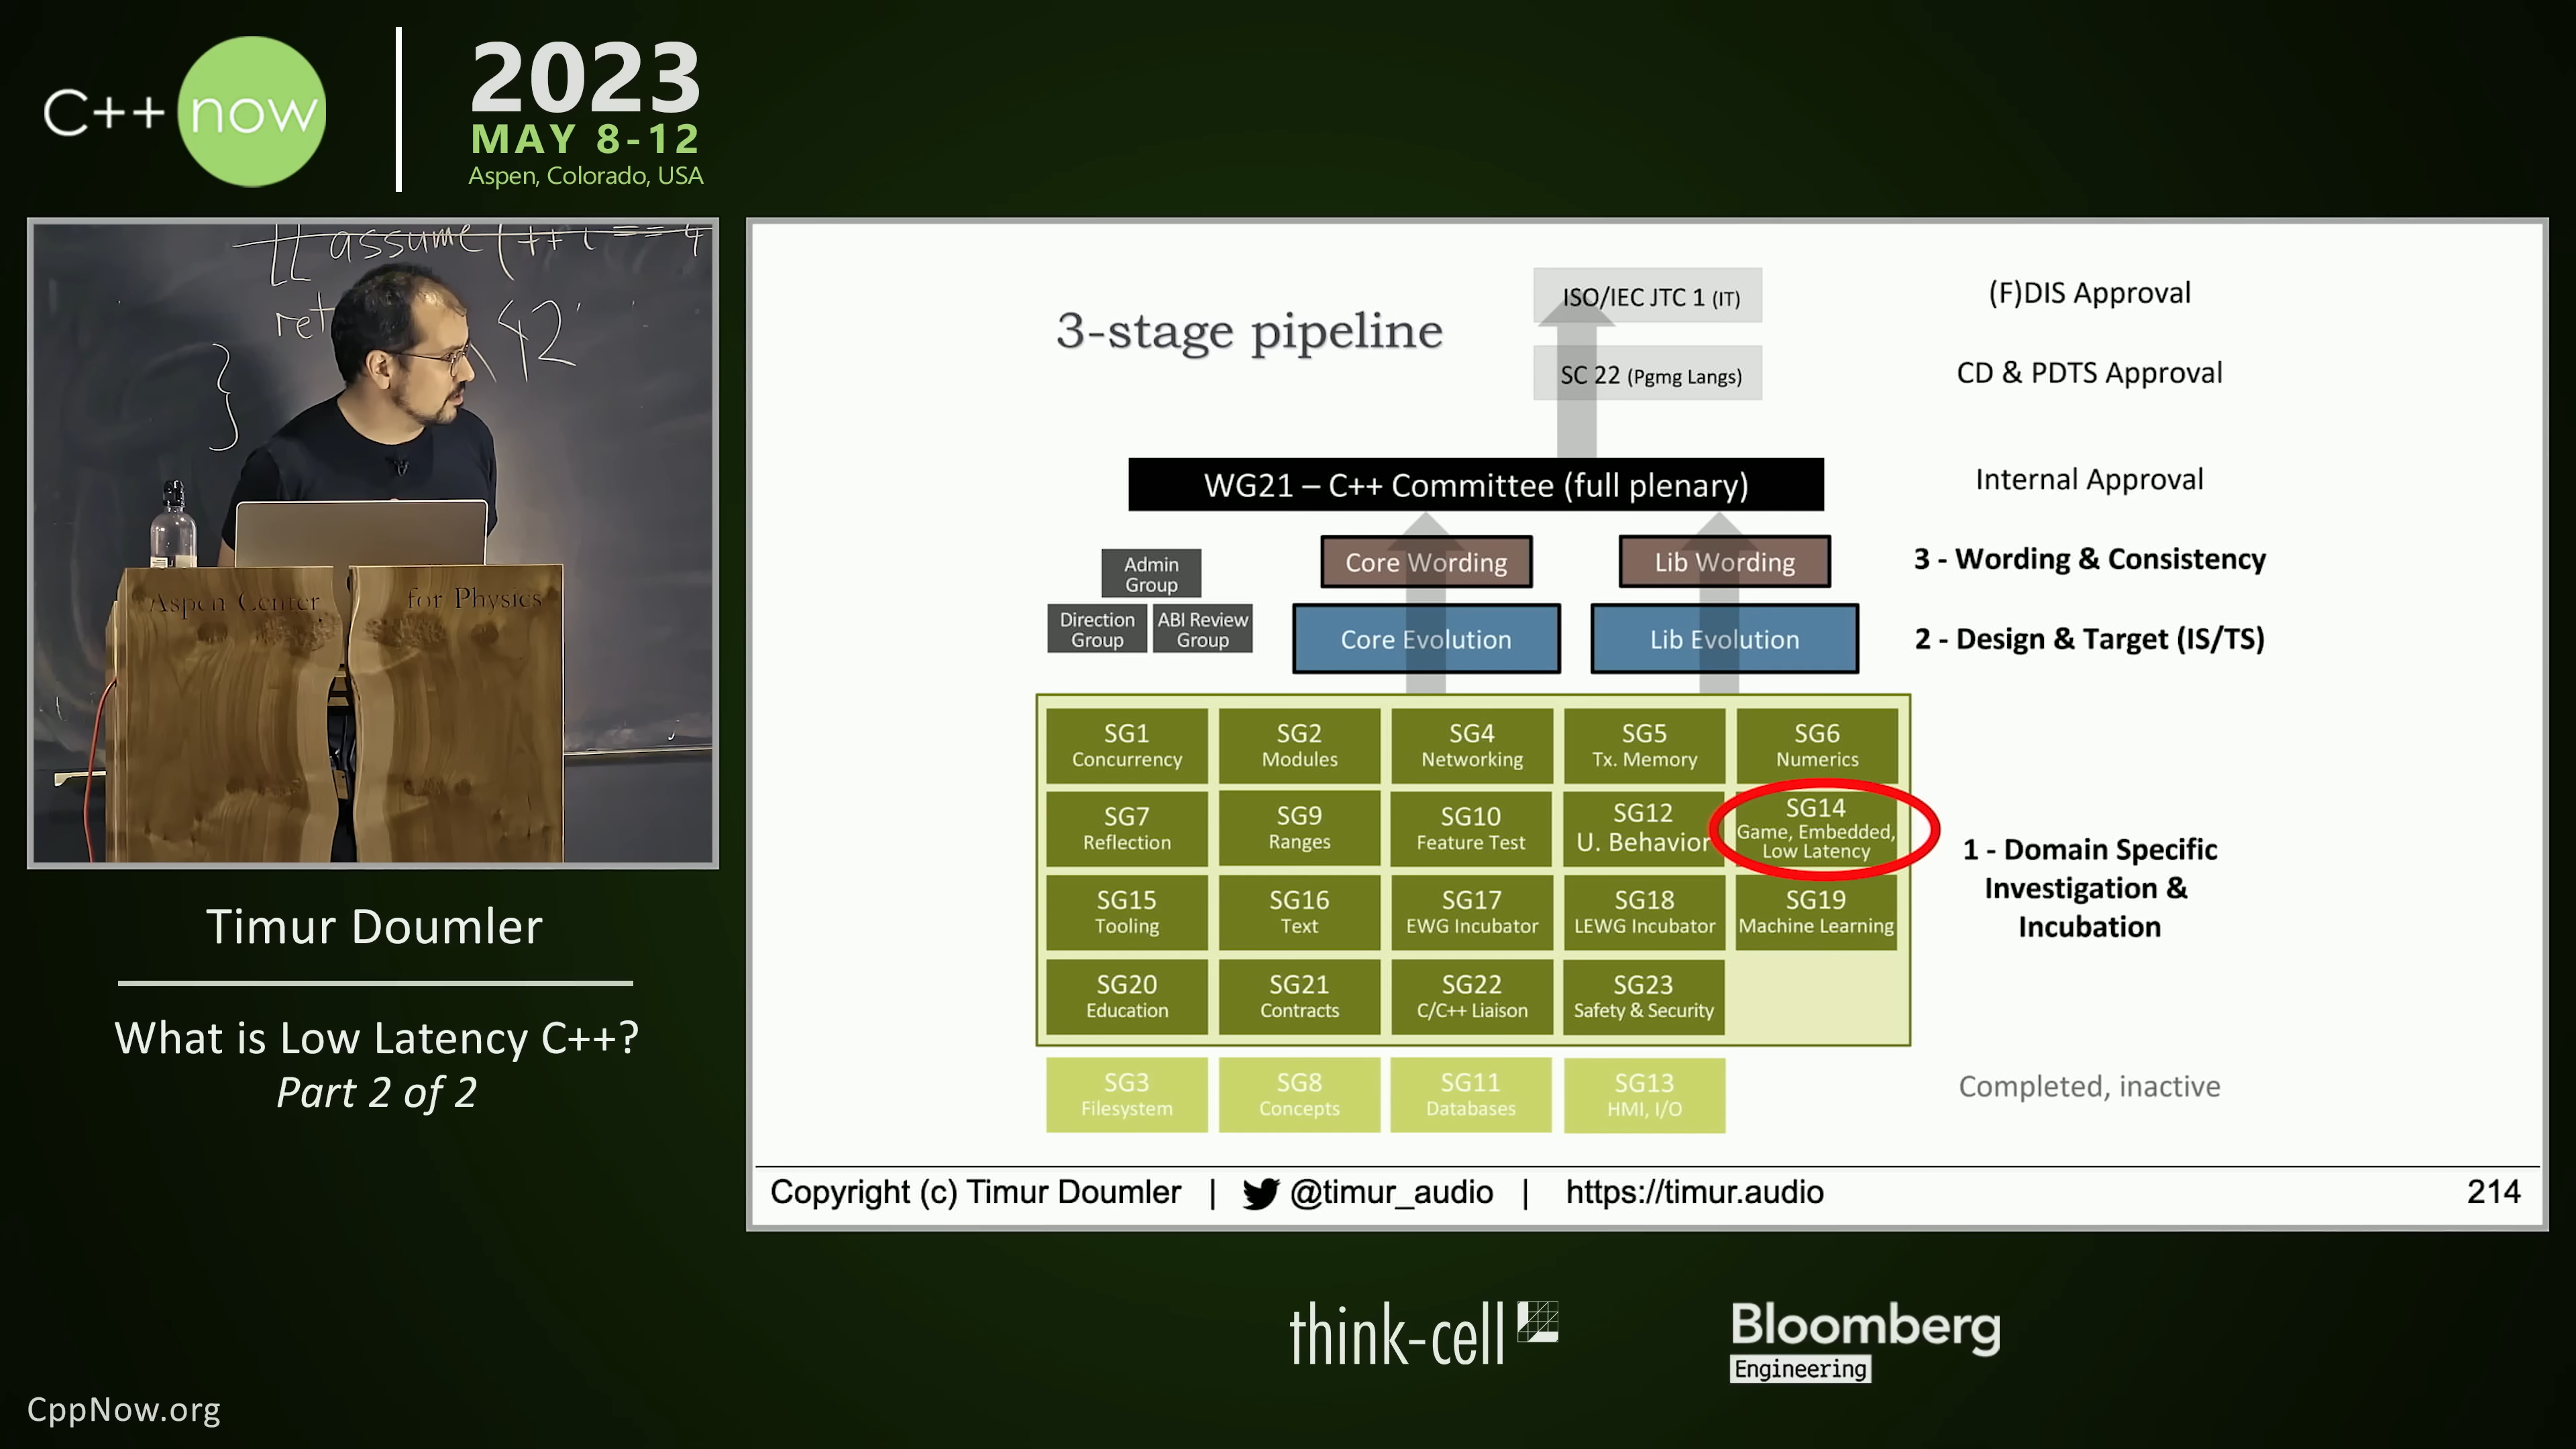 C++ now
2023
MAY 8-12
Aspen, Colorado, USA
[[ assume (++i == 4
ret
42
}
Aspen Center for Physics
Timur Doumler
What is Low Latency C++?
Part 2 of 2
3-stage pipeline
ISO/IEC JTC 1 (IT)
(F)DIS Approval
SC 22 (Pgmg Langs)
CD & PDTS Approval
WG21 – C++ Committee (full plenary)
Internal Approval
Admin
Group
Direction
Group
ABI Review
Group
Core Wording
Lib Wording
3 - Wording & Consistency
Core Evolution
Lib Evolution
2 - Design & Target (IS/TS)
SG1
Concurrency
SG2
Modules
SG4
Networking
SG5
Tx. Memory
SG6
Numerics
SG7
Reflection
SG9
Ranges
SG10
Feature Test
SG12
U. Behavior
SG14
Game, Embedded,
Low Latency
SG15
Tooling
SG16
Text
SG17
EWG Incubator
SG18
LEWG Incubator
SG19
Machine Learning
SG20
Education
SG21
Contracts
SG22
C/C++ Liaison
SG23
Safety & Security
1 - Domain Specific
Investigation &
Incubation
SG3
Filesystem
SG8
Concepts
SG11
Databases
SG13
HMI, I/O
Completed, inactive
Copyright (c) Timur Doumler | @timur_audio | https://timur.audio
214
think-cell
Bloomberg
Engineering
CppNow.org